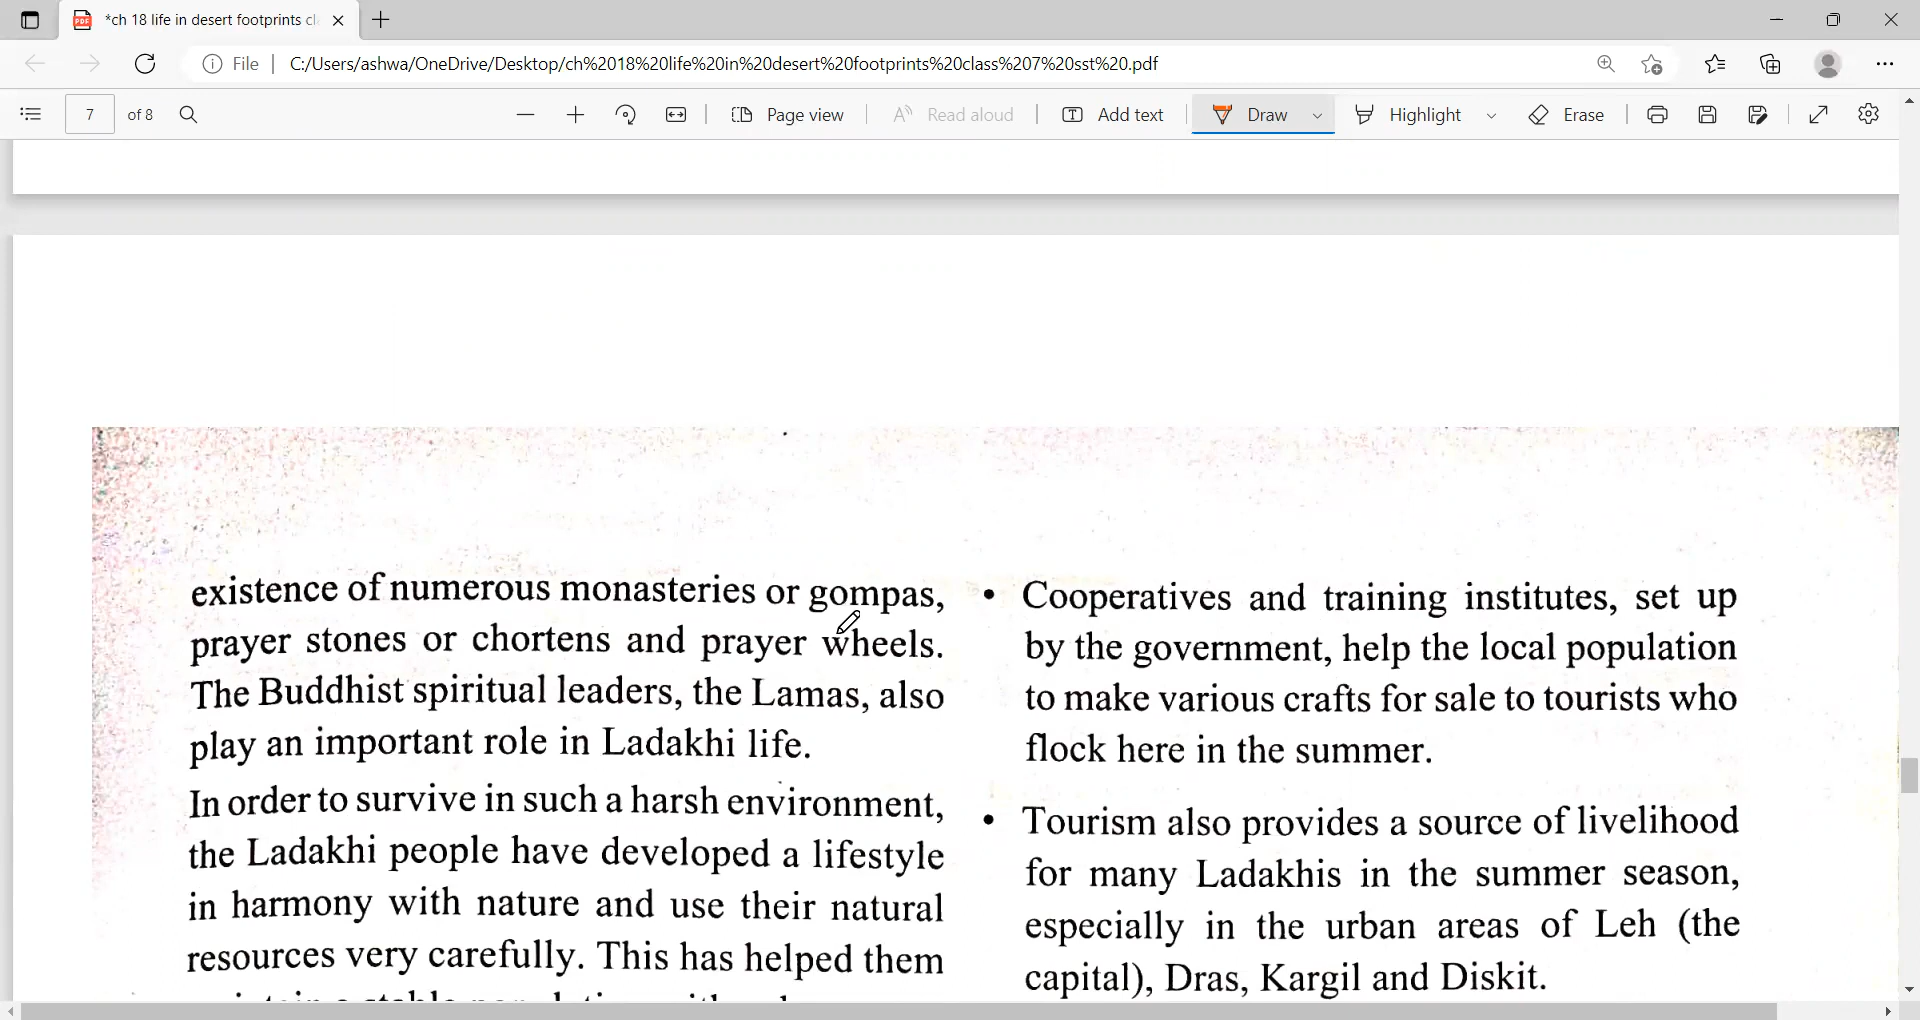 *ch 18 life in desert footprints cl
File
C:/Users/ashwa/OneDrive/Desktop/ch%2018%20life%20in%20desert%20footprints%20class%207%20sst%20.pdf
7 of 8
Page view
Read aloud
Add text
Draw
Highlight
Erase
existence of numerous monasteries or gompas,
prayer stones or chortens and prayer wheels.
The Buddhist spiritual leaders, the Lamas, also
play an important role in Ladakhi life.
In order to survive in such a harsh environment,
the Ladakhi people have developed a lifestyle
in harmony with nature and use their natural
resources very carefully. This has helped them
• Cooperatives and training institutes, set up
by the government, help the local population
to make various crafts for sale to tourists who
flock here in the summer.
• Tourism also provides a source of livelihood
for many Ladakhis in the summer season,
especially in the urban areas of Leh (the
capital), Dras, Kargil and Diskit.